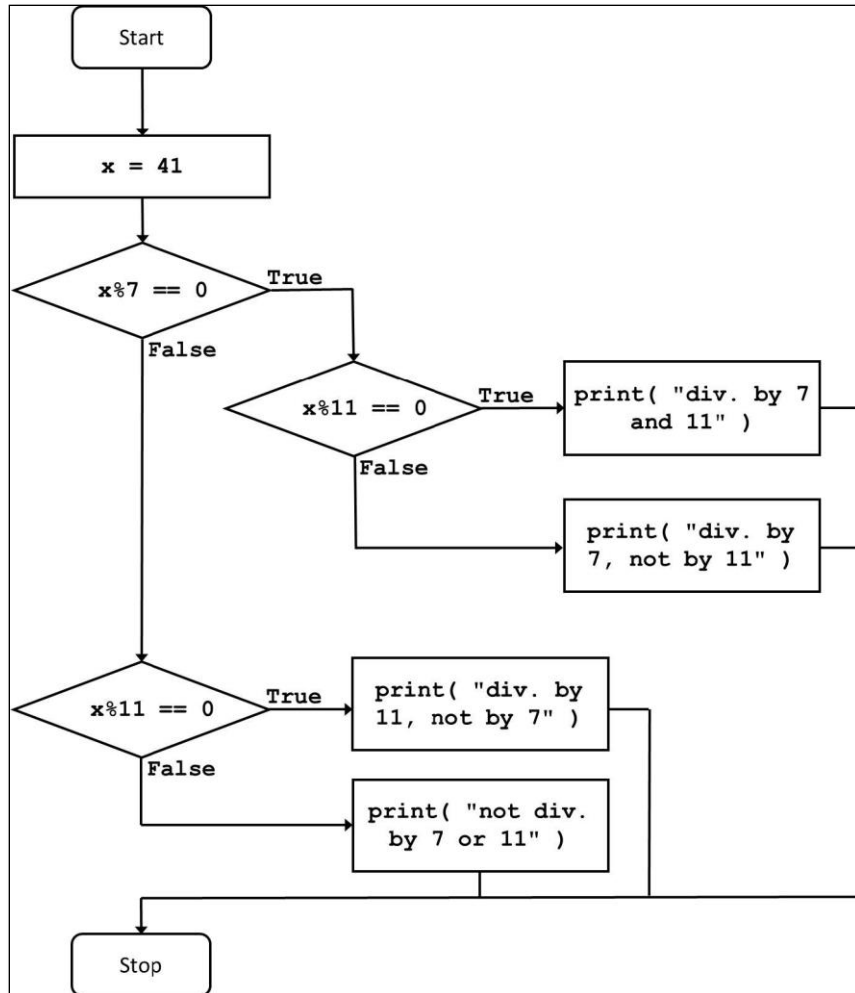 Start
x = 41
x%7 == 0
True
False
x%11 == 0
True
False
print( "div. by 7
and 11" )
print( "div. by
7, not by 11" )
x%11 == 0
True
False
print( "div. by
11, not by 7" )
print( "not div.
by 7 or 11" )
Stop